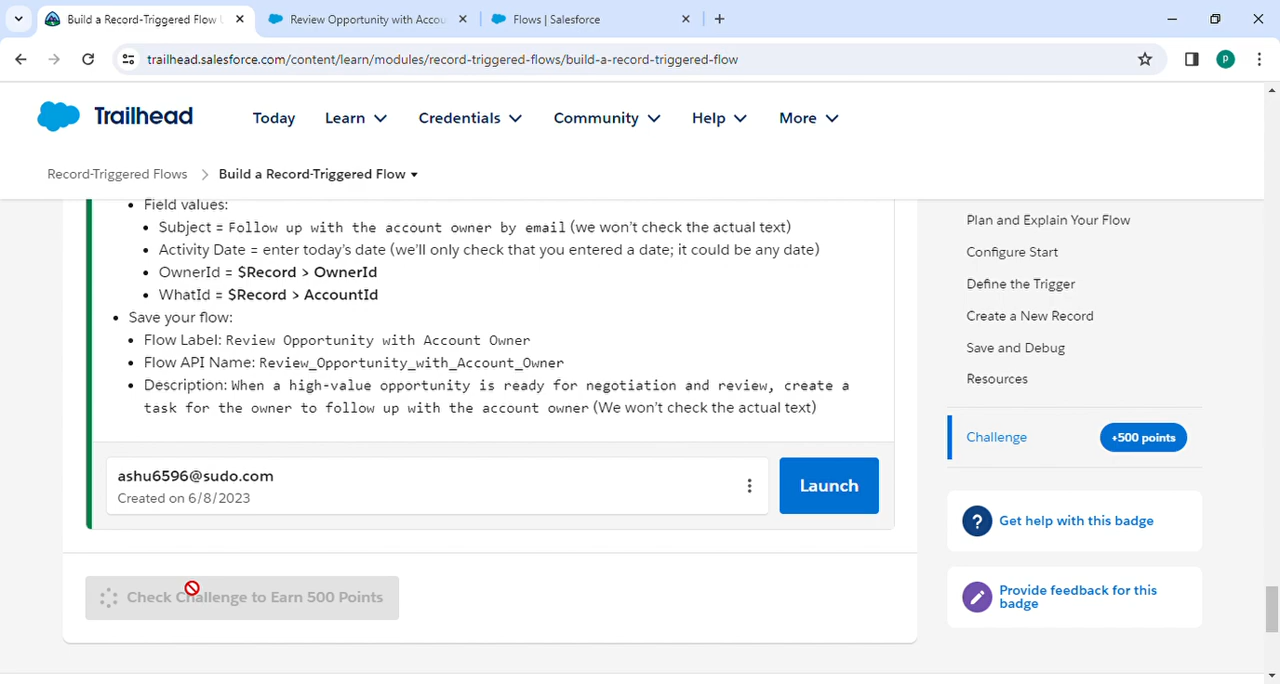 Build a Record-Triggered Flow U
Review Opportunity with Accou
Flows | Salesforce
trailhead.salesforce.com/content/learn/modules/record-triggered-flows/build-a-record-triggered-flow
P
Trailhead
Today
Learn
Credentials
Community
Help
More
Record-Triggered Flows
Build a Record-Triggered Flow
Field values:
Subject = Follow up with the account owner by email (we won’t check the actual text)
Activity Date = enter today’s date (we’ll only check that you entered a date; it could be any date)
OwnerId = $Record > OwnerId
WhatId = $Record > AccountId
Save your flow:
Flow Label: Review Opportunity with Account Owner
Flow API Name: Review_Opportunity_with_Account_Owner
Description: When a high-value opportunity is ready for negotiation and review, create a
task for the owner to follow up with the account owner (We won’t check the actual text)
ashu6596@sudo.com
Created on 6/8/2023
Launch
Check Challenge to Earn 500 Points
Plan and Explain Your Flow
Configure Start
Define the Trigger
Create a New Record
Save and Debug
Resources
Challenge
+500 points
?
Get help with this badge
Provide feedback for this
badge